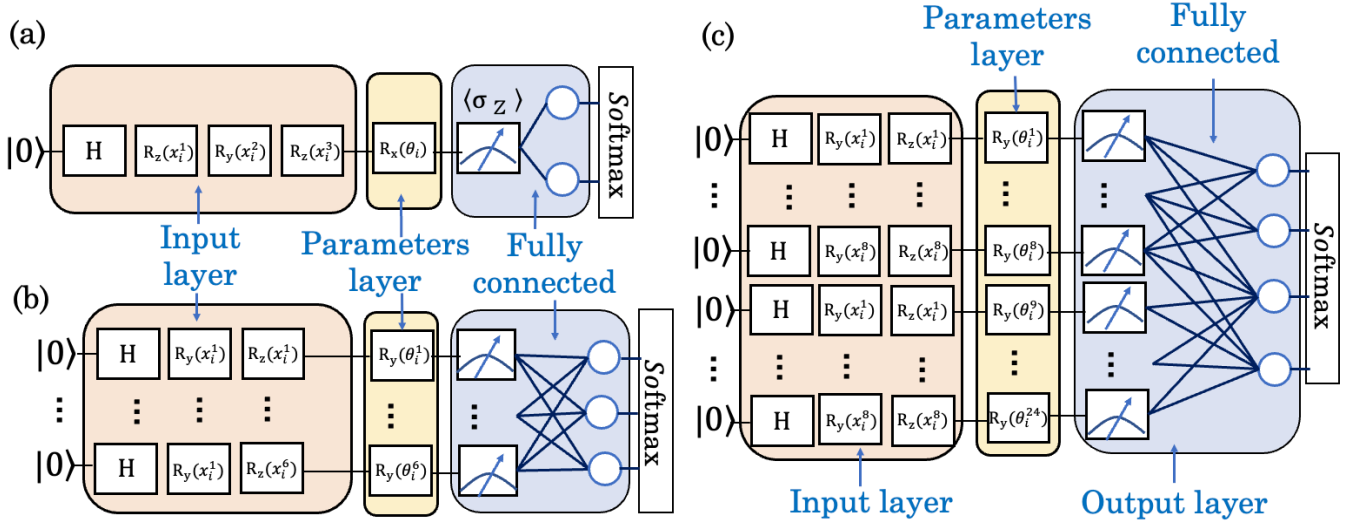 (a)
|0⟩ H R_z(x_i^1) R_y(x_i^2) R_z(x_i^3) R_x(θ_i) ⟨σ_Z⟩ Softmax
Input
layer
Parameters
layer
Fully
connected
(b)
|0⟩ H R_y(x_i^1) R_z(x_i^1) R_y(θ_i^1)
... ... ... ... ... ...
|0⟩ H R_y(x_i^1) R_z(x_i^6) R_y(θ_i^6)
Softmax
(c)
Parameters
layer
Fully
connected
|0⟩ H R_y(x_i^1) R_z(x_i^1) R_y(θ_i^1)
... ... ... ... ... ...
|0⟩ H R_y(x_i^8) R_z(x_i^8) R_y(θ_i^8)
|0⟩ H R_y(x_i^1) R_z(x_i^1) R_y(θ_i^9)
... ... ... ... ... ...
|0⟩ H R_y(x_i^8) R_z(x_i^8) R_y(θ_i^24)
Softmax
Input layer
Output layer